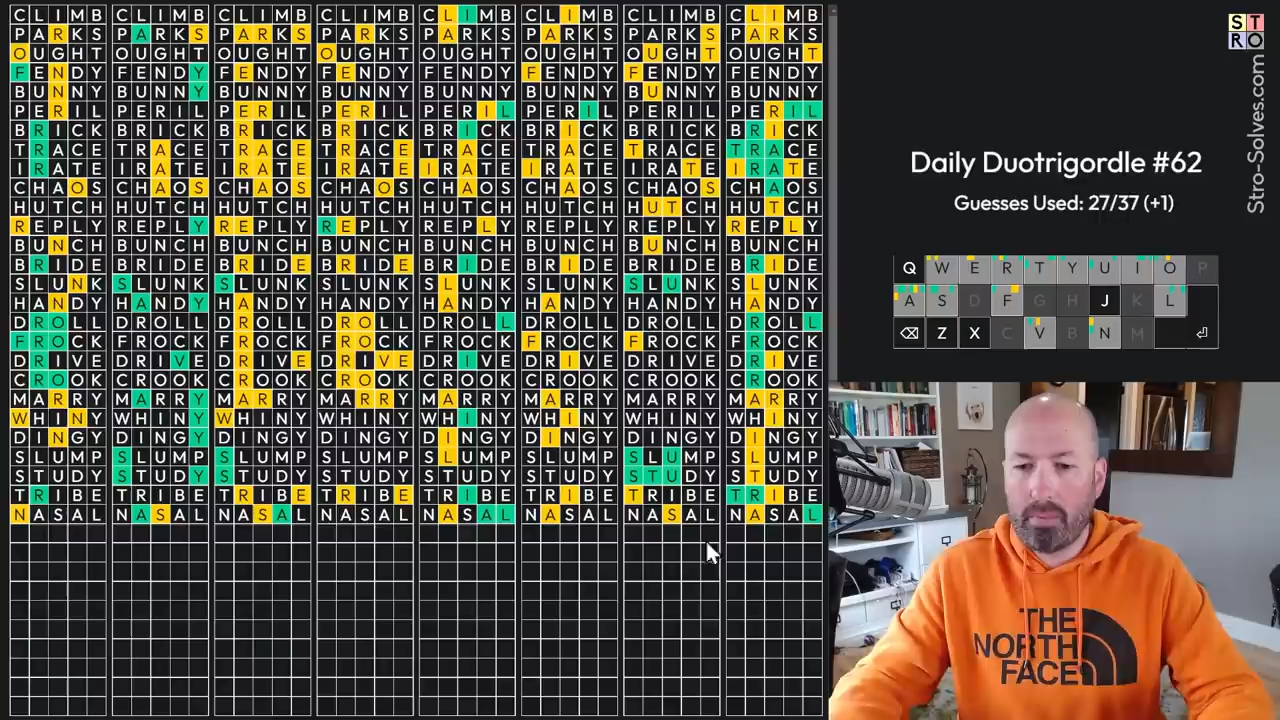 CLIMB CLIMB CLIMB CLIMB CLIMB CLIMB CLIMB CLIMB
PARKS PARKS PARKS PARKS PARKS PARKS PARKS PARKS
OUGHT OUGHT OUGHT OUGHT OUGHT OUGHT OUGHT OUGHT
FENDY FENDY FENDY FENDY FENDY FENDY FENDY FENDY
BUNNY BUNNY BUNNY BUNNY BUNNY BUNNY BUNNY BUNNY
PERIL PERIL PERIL PERIL PERIL PERIL PERIL PERIL
BRICK BRICK BRICK BRICK BRICK BRICK BRICK BRICK
TRACE TRACE TRACE TRACE TRACE TRACE TRACE TRACE
IRATE IRATE IRATE IRATE IRATE IRATE IRATE IRATE
CHAOS CHAOS CHAOS CHAOS CHAOS CHAOS CHAOS CHAOS
HUTCH HUTCH HUTCH HUTCH HUTCH HUTCH HUTCH HUTCH
REPLY REPLY REPLY REPLY REPLY REPLY REPLY REPLY
BUNCH BUNCH BUNCH BUNCH BUNCH BUNCH BUNCH BUNCH
BRIDE BRIDE BRIDE BRIDE BRIDE BRIDE BRIDE BRIDE
SLUNK SLUNK SLUNK SLUNK SLUNK SLUNK SLUNK SLUNK
HANDY HANDY HANDY HANDY HANDY HANDY HANDY HANDY
DROLL DROLL DROLL DROLL DROLL DROLL DROLL DROLL
FROCK FROCK FROCK FROCK FROCK FROCK FROCK FROCK
DRIVE DRIVE DRIVE DRIVE DRIVE DRIVE DRIVE DRIVE
CROOK CROOK CROOK CROOK CROOK CROOK CROOK CROOK
MARRY MARRY MARRY MARRY MARRY MARRY MARRY MARRY
WHINY WHINY WHINY WHINY WHINY WHINY WHINY WHINY
DINGY DINGY DINGY DINGY DINGY DINGY DINGY DINGY
SLUMP SLUMP SLUMP SLUMP SLUMP SLUMP SLUMP SLUMP
STUDY STUDY STUDY STUDY STUDY STUDY STUDY STUDY
TRIBE TRIBE TRIBE TRIBE TRIBE TRIBE TRIBE TRIBE
NASAL NASAL NASAL NASAL NASAL NASAL NASAL NASAL
ST
RO
Stro-Solves.com
Daily Duotrigordle #62
Guesses Used: 27/37 (+1)
Q W E R T Y U I O P
A S D F G H J K L
Z X C V B N M
THE
NORTH
FACE